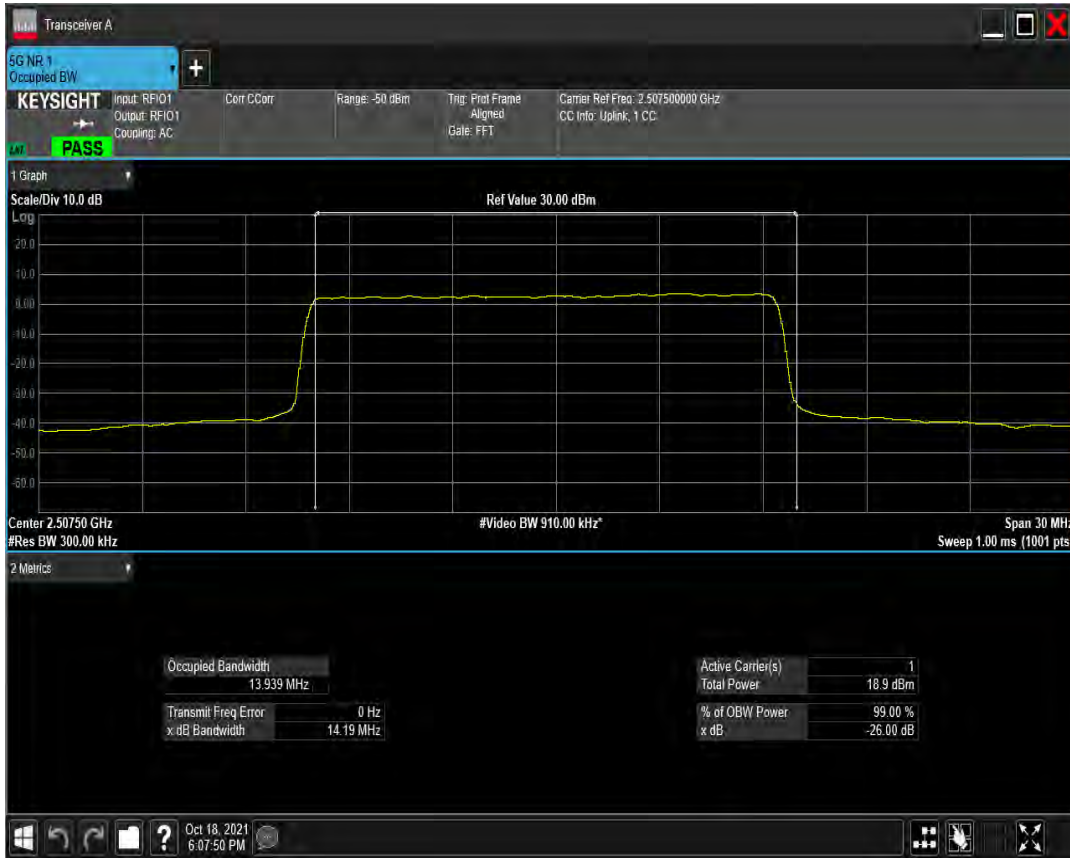 Transceiver A
5G NR 1
Occupied BW
KEYSIGHT
Input: RFIO1
Output: RFIO1
Coupling: AC
Corr CCorr
Range: -50 dBm
Trig: Prot Frame
Aligned
Gate: FFT
Carrier Ref Freq: 2.507500000 GHz
CC Info: Uplink, 1 CC
PASS
1 Graph
Scale/Div 10.0 dB
Ref Value 30.00 dBm
Log
20.0
10.0
0.00
-10.0
-20.0
-30.0
-40.0
-50.0
-60.0
Center 2.50750 GHz
#Video BW 910.00 kHz*
Span 30 MHz
#Res BW 300.00 kHz
Sweep 1.00 ms (1001 pts
2 Metrics
Occupied Bandwidth
13.939 MHz
Transmit Freq Error 0 Hz
x dB Bandwidth 14.19 MHz
Active Carrier(s) 1
Total Power 18.9 dBm
% of OBW Power 99.00 %
x dB -26.00 dB
?
Oct 18, 2021
6:07:50 PM